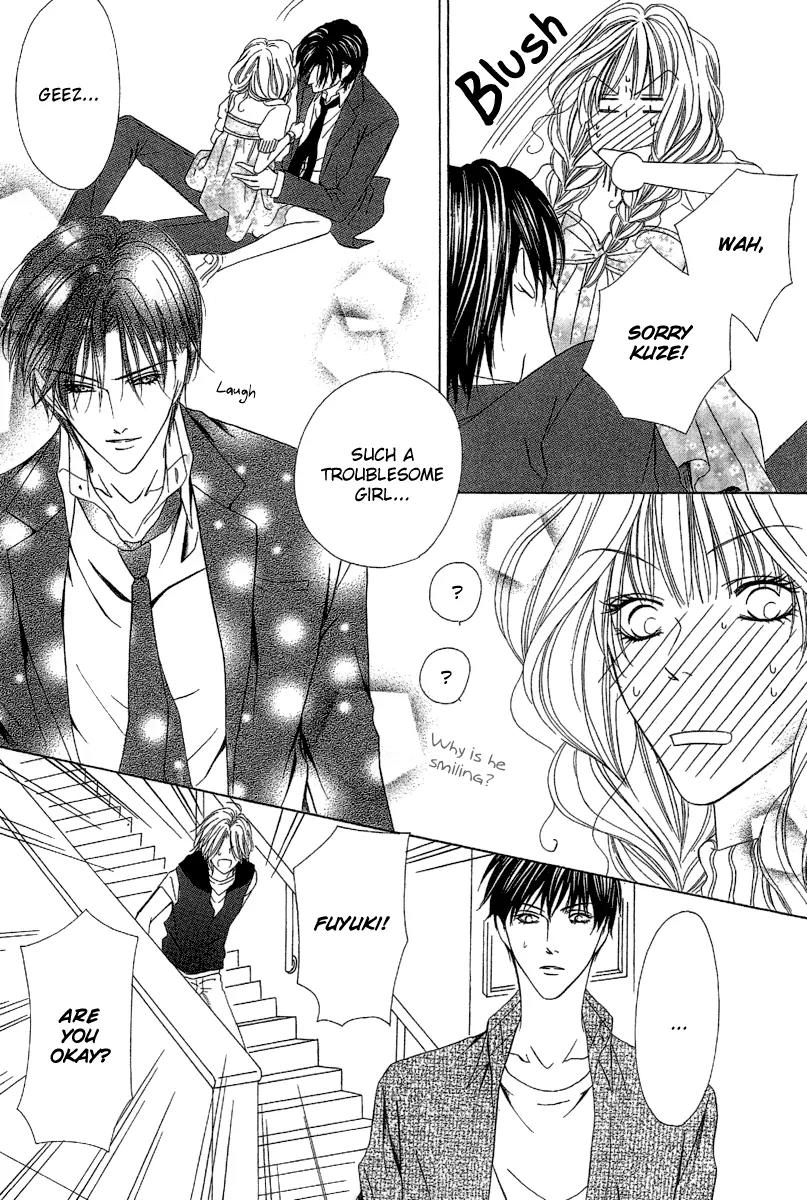 Blush
WAH,
SORRY
KUZE!
GEEZ...
Laugh
SUCH A
TROUBLESOME
GIRL...
?
?
Why is he
smiling?
...
FUYUKI!
ARE
YOU
OKAY?